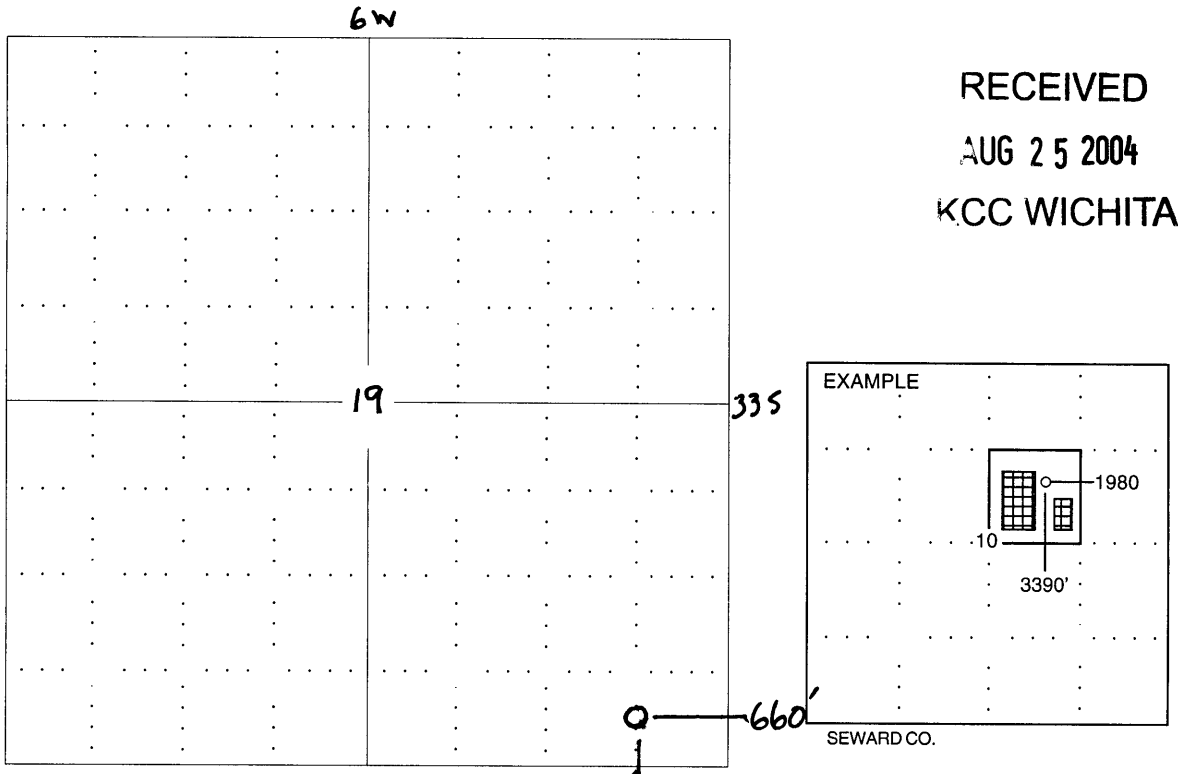 6W
RECEIVED
AUG 25 2004
KCC WICHITA
19
33S
EXAMPLE
1980
10
3390'
660'
SEWARD CO.